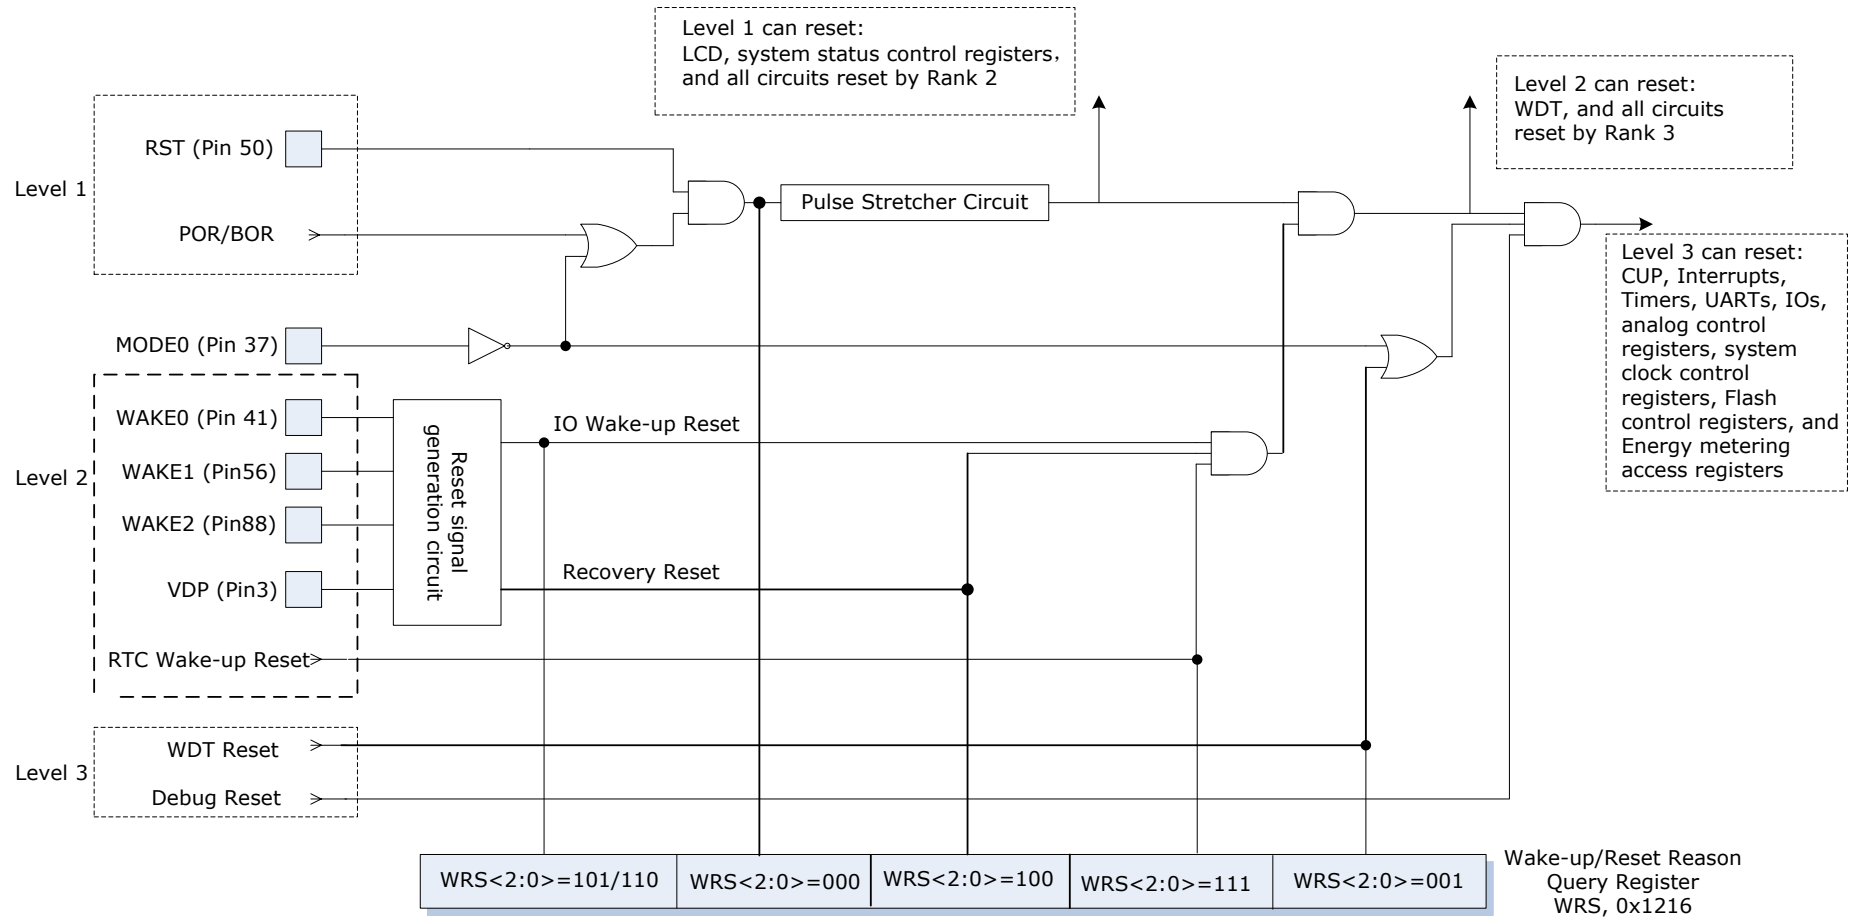 Level 1 can reset:
LCD, system status control registers,
and all circuits reset by Rank 2
Level 2 can reset:
WDT, and all circuits
reset by Rank 3
Level 1
RST (Pin 50)
POR/BOR
Pulse Stretcher Circuit
Level 3 can reset:
CUP, Interrupts,
Timers, UARTs, IOs,
analog control
registers, system
clock control
registers, Flash
control registers, and
Energy metering
access registers
MODE0 (Pin 37)
Level 2
WAKE0 (Pin 41)
WAKE1 (Pin56)
WAKE2 (Pin88)
VDP (Pin3)
RTC Wake-up Reset
Reset signal
generation circuit
IO Wake-up Reset
Recovery Reset
Level 3
WDT Reset
Debug Reset
WRS<2:0>=101/110
WRS<2:0>=000
WRS<2:0>=100
WRS<2:0>=111
WRS<2:0>=001
Wake-up/Reset Reason
Query Register
WRS, 0x1216